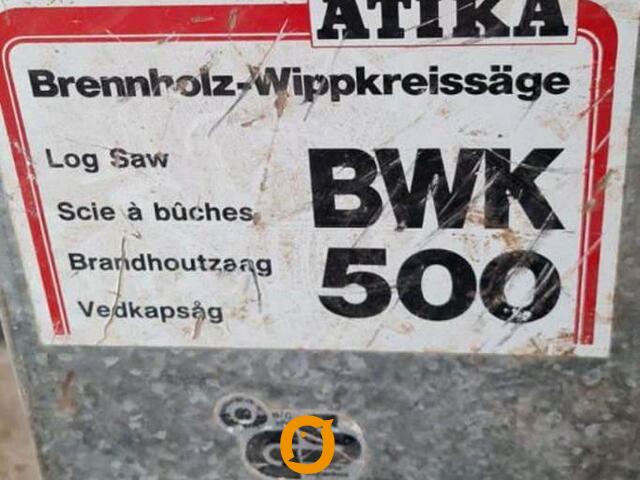 ATIKA
Brennholz-Wippkreissäge
Log Saw
Scie à bûches
Brandhoutzaag
Vedkapsåg
BWK
500